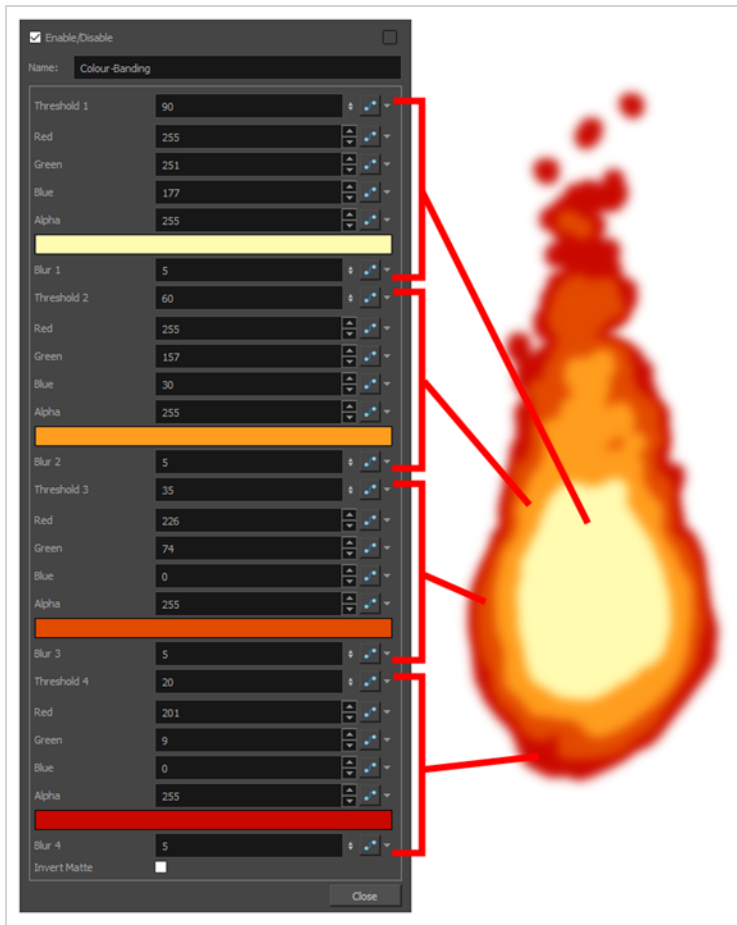 Enable/Disable
Name: Colour-Banding
Threshold 1 90
Red 255
Green 251
Blue 177
Alpha 255
Blur 1 5
Threshold 2 60
Red 255
Green 157
Blue 30
Alpha 255
Blur 2 5
Threshold 3 35
Red 226
Green 74
Blue 0
Alpha 255
Blur 3 5
Threshold 4 20
Red 201
Green 9
Blue 0
Alpha 255
Blur 4 5
Invert Matte
Close